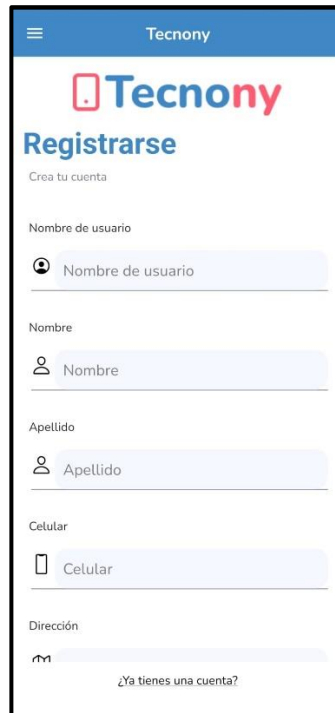 Tecnony
Tecnony
Registrarse
Crea tu cuenta
Nombre de usuario
Nombre de usuario
Nombre
Nombre
Apellido
Apellido
Celular
Celular
Dirección
¿Ya tienes una cuenta?